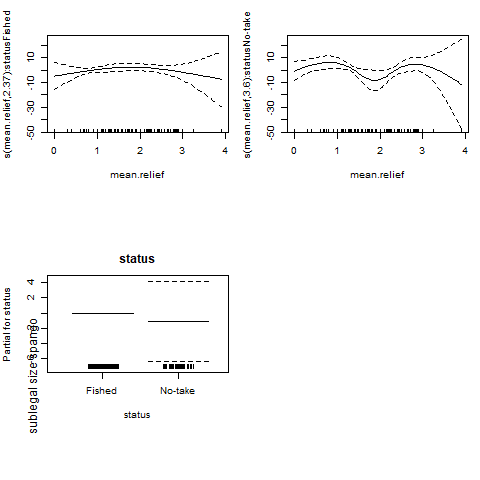 s(mean.relief,2.37):statusFished
10
-10
-30
-50
0
1
2
3
4
mean.relief
s(mean.relief,3.6):statusNo-take
10
-10
-30
-50
0
1
2
3
4
mean.relief
status
Partial for status
4
2
Fished
No-take
status